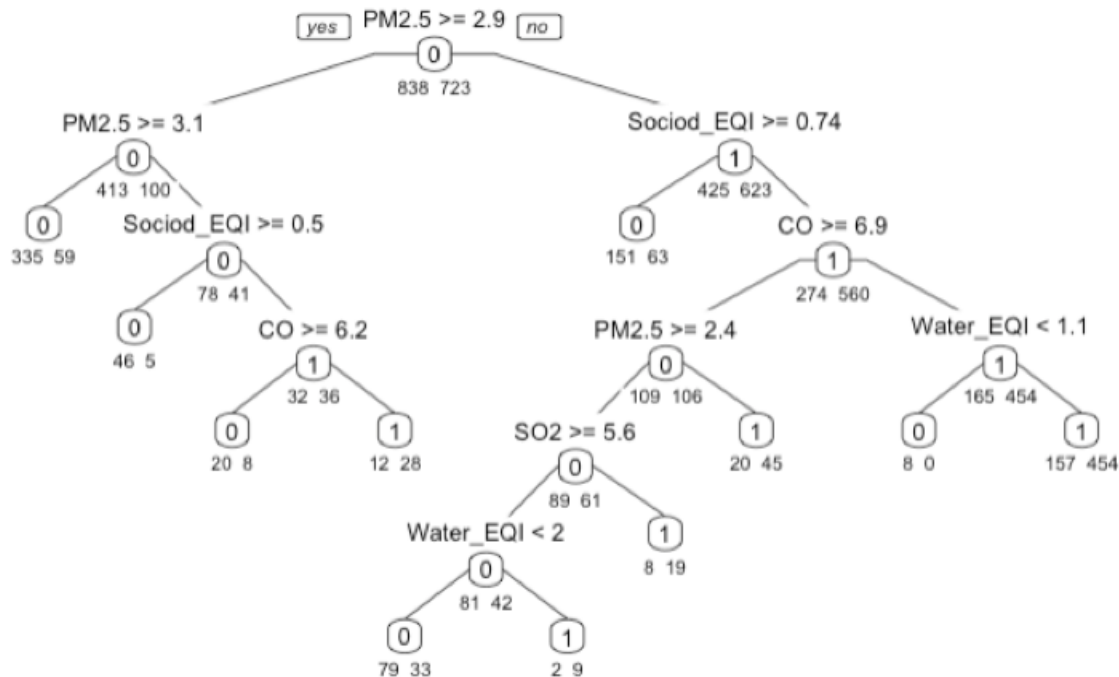 yes PM2.5 >= 2.9 no
0
838 723
PM2.5 >= 3.1 Sociod_EQI >= 0.74
0 1
413 100 425 623
0 Sociod_EQI >= 0.5 0 CO >= 6.9
335 59 0 151 63 1
78 41 274 560
0 CO >= 6.2 PM2.5 >= 2.4 Water_EQI < 1.1
46 5 1 0 1
32 36 109 106 165 454
0 1 SO2 >= 5.6 1 0 1
20 8 12 28 0 20 45 8 0 157 454
89 61
Water_EQI < 2 1
0 8 19
81 42
0 1
79 33 2 9